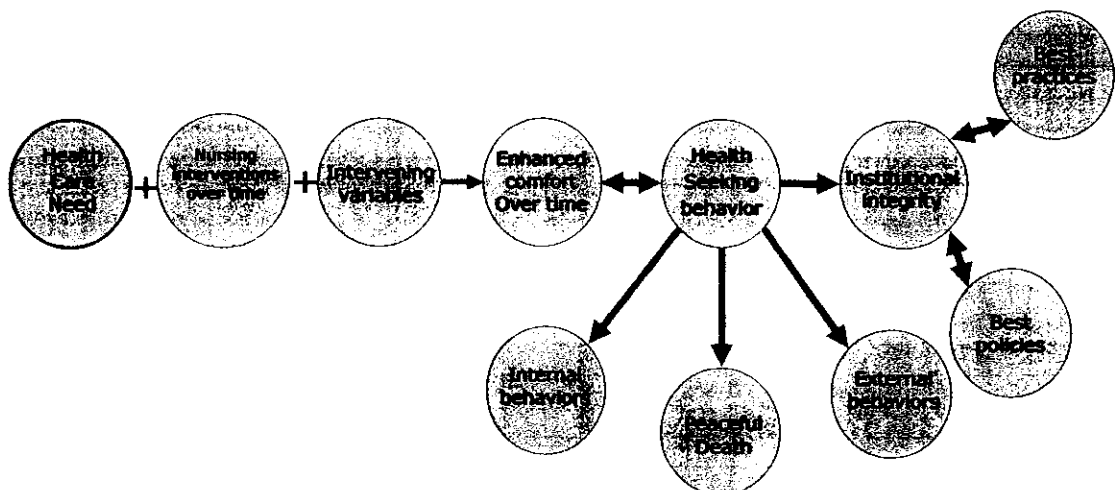 Health
Care
Need
+
Nursing
interventions
over time
+
Intervening
variables
Enhanced
comfort
Over time
Health
Seeking
behavior
Institutional
integrity
Best
practices
Best
policies
Internal
behaviors
Peaceful
Death
External
behaviors